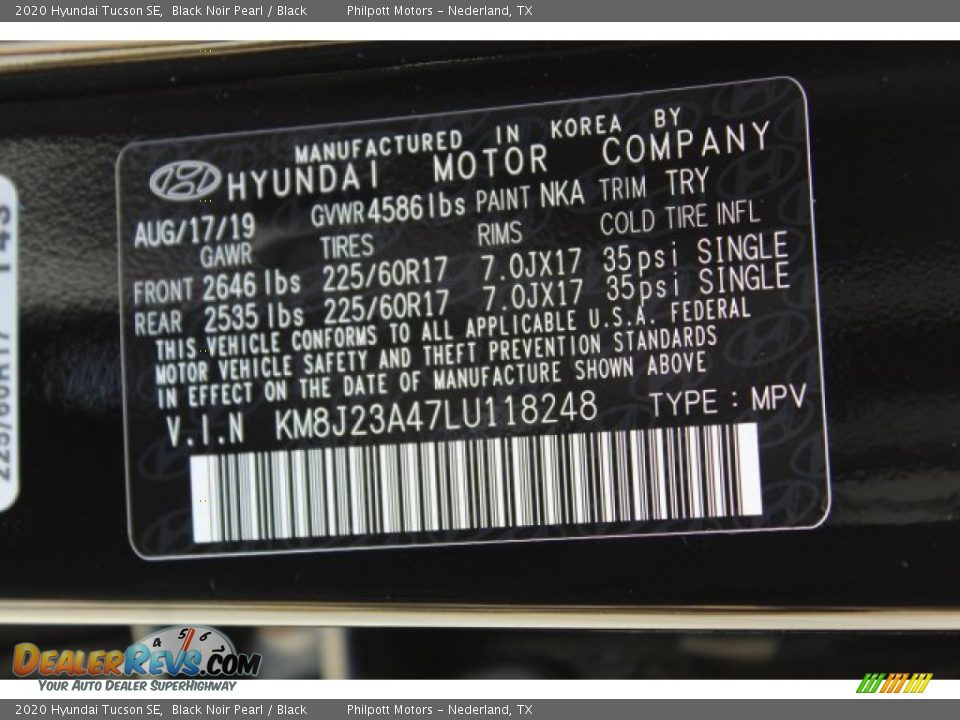 2020 Hyundai Tucson SE, Black Noir Pearl / Black Philpott Motors - Nederland, TX
MANUFACTURED IN KOREA BY
HYUNDAI MOTOR COMPANY
AUG/17/19 GVWR 4586 lbs PAINT NKA TRIM TRY
GAWR TIRES RIMS COLD TIRE INFL
FRONT 2646 lbs 225/60R17 7.0JX17 35psi SINGLE
REAR 2535 lbs 225/60R17 7.0JX17 35psi SINGLE
THIS VEHICLE CONFORMS TO ALL APPLICABLE U.S.A. FEDERAL
MOTOR VEHICLE SAFETY AND THEFT PREVENTION STANDARDS
IN EFFECT ON THE DATE OF MANUFACTURE SHOWN ABOVE
V.I.N KM8J23A47LU118248 TYPE : MPV
225/60R17
4 5 6
DEALERREVS.COM
YOUR AUTO DEALER SUPERHIGHWAY
2020 Hyundai Tucson SE, Black Noir Pearl / Black Philpott Motors - Nederland, TX